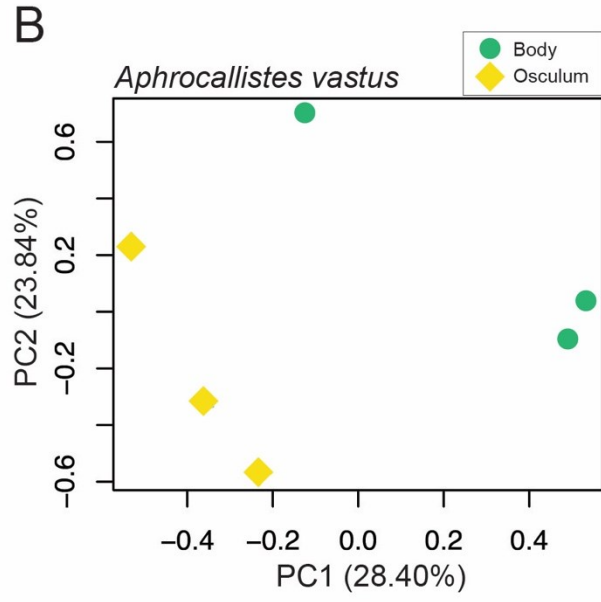 B
Body
Osculum
Aphrocallistes vastus
PC2 (23.84%)
0.6
0.2
−0.2
−0.6
−0.4 −0.2 0.0 0.2 0.4
PC1 (28.40%)